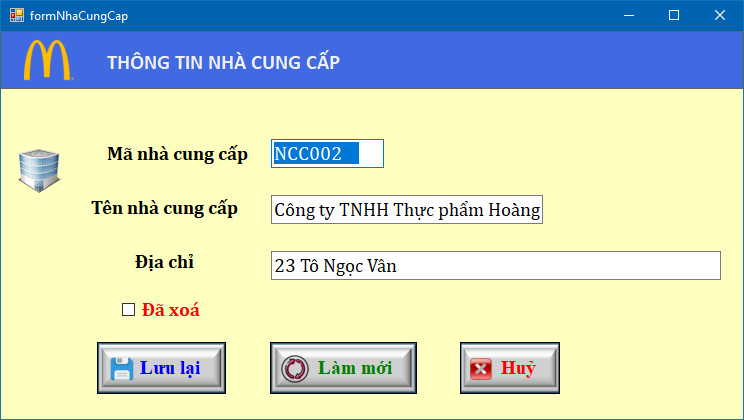 formNhaCungCap
THÔNG TIN NHÀ CUNG CẤP
Mã nhà cung cấp NCC002
Tên nhà cung cấp Công ty TNHH Thực phẩm Hoàng
Địa chỉ 23 Tô Ngọc Vân
Đã xoá
Lưu lại Làm mới Huỷ